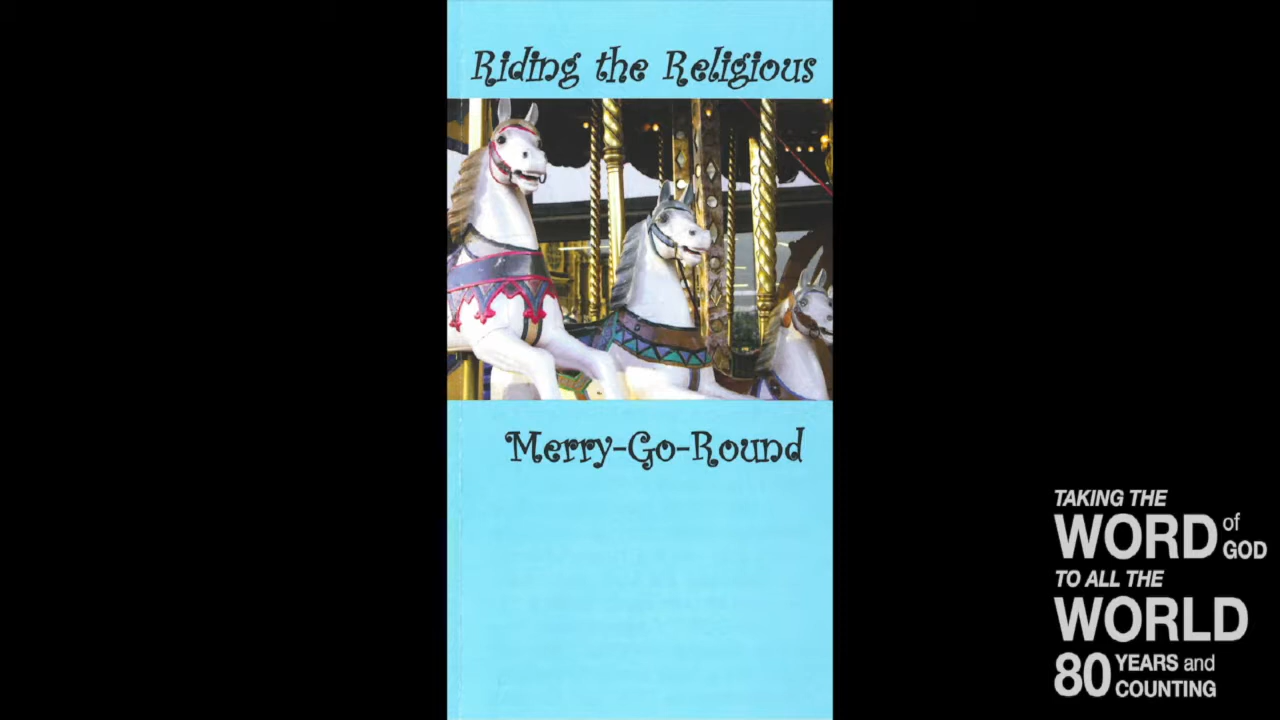 Riding the Religious
Merry-Go-Round
TAKING THE
WORD of GOD
TO ALL THE
WORLD
80 YEARS and
COUNTING